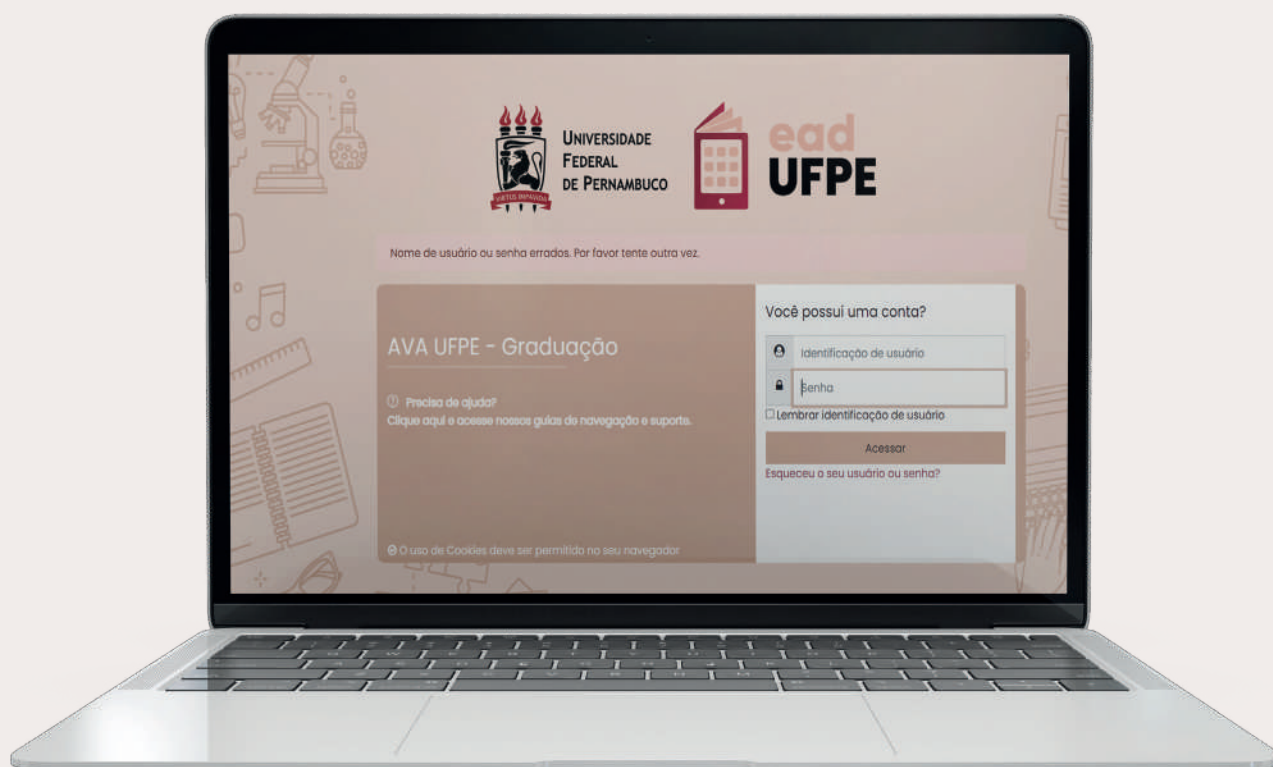 UNIVERSIDADE
FEDERAL
DE PERNAMBUCO
VIRTUS IMPAVIDA
ead
UFPE
Nome de usuário ou senha errados. Por favor tente outra vez.
AVA UFPE - Graduação
Precisa de ajuda?
Clique aqui e acesse nossos guias de navegação e suporte.
O uso de Cookies deve ser permitido no seu navegador
Você possui uma conta?
Identificação de usuário
Senha
Lembrar identificação de usuário
Acessar
Esqueceu o seu usuário ou senha?